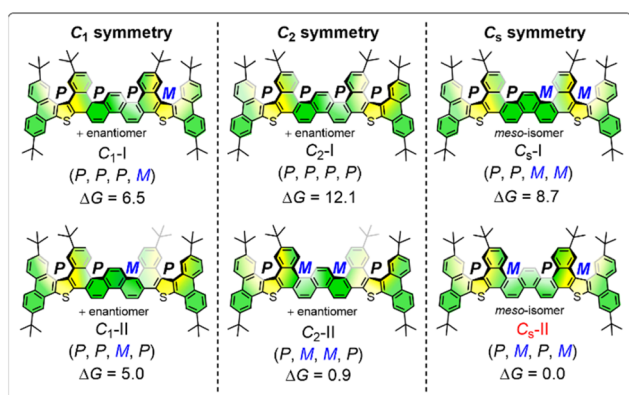 C₁ symmetry
C₂ symmetry
Cₛ symmetry
P P P M
S S
+ enantiomer
C₁-I
(P, P, P, M)
ΔG = 6.5
P P P P
S S
+ enantiomer
C₂-I
(P, P, P, P)
ΔG = 12.1
P P M M
S S
meso-isomer
Cₛ-I
(P, P, M, M)
ΔG = 8.7
P P M P
S S
+ enantiomer
C₁-II
(P, P, M, P)
ΔG = 5.0
P M M P
S S
+ enantiomer
C₂-II
(P, M, M, P)
ΔG = 0.9
P M P M
S S
meso-isomer
Cₛ-II
(P, M, P, M)
ΔG = 0.0